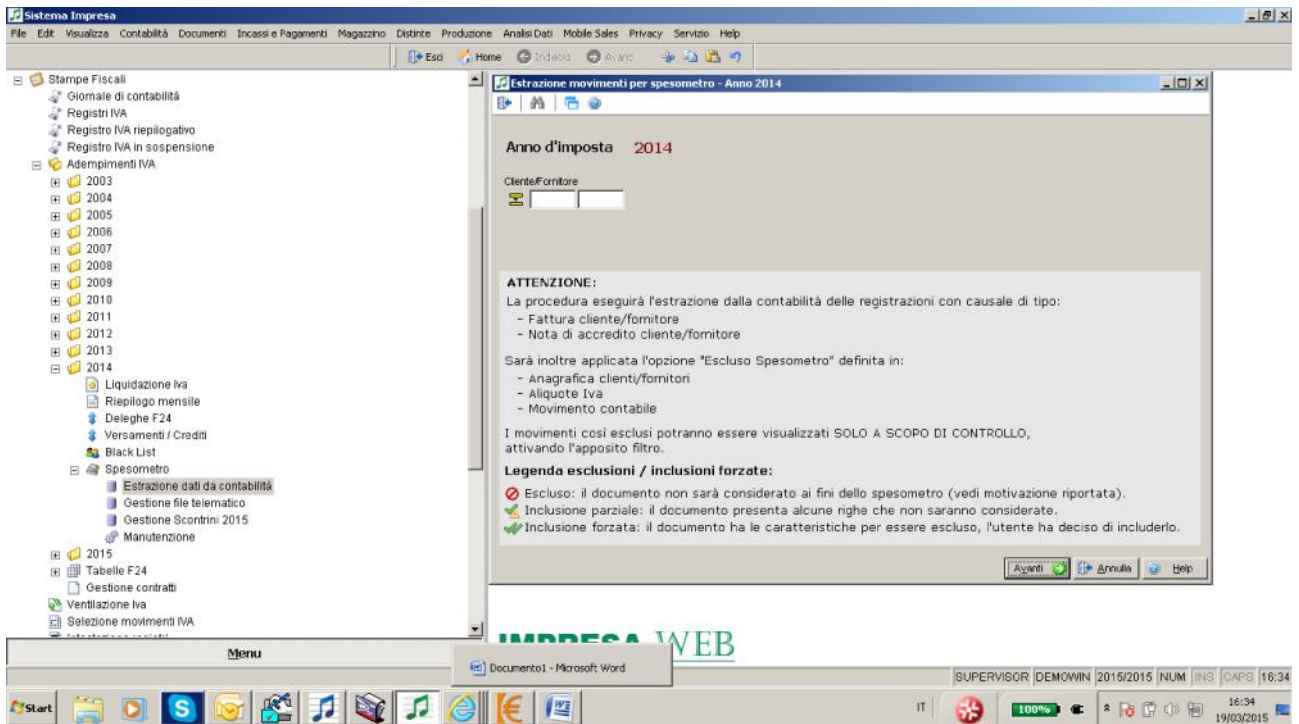 Sistema Impresa
File Edit Visualizza Contabilità Documenti Incassi e Pagamenti Magazzino Distinte Produzione Analisi Dati Mobile Sales Privacy Servizio Help
Esci Home Indietro Avanti
Stampe Fiscali
Giornale di contabilità
Registri IVA
Registro IVA riepilogativo
Registro IVA in sospensione
Adempimenti IVA
2003
2004
2005
2006
2007
2008
2009
2010
2011
2012
2013
2014
Liquidazione Iva
Riepilogo mensile
Deleghe F24
Versamenti / Crediti
Black List
Spesometro
Estrazione dati da contabilità
Gestione file telematico
Gestione Scontrini 2015
Manutenzione
2015
Tabelle F24
Gestione contratti
Ventilazione Iva
Selezione movimenti IVA
Menu
Estrazione movimenti per spesometro - Anno 2014
Anno d'imposta 2014
Cliente/Fornitore
ATTENZIONE:
La procedura eseguirà l'estrazione dalla contabilità delle registrazioni con causale di tipo:
- Fattura cliente/fornitore
- Nota di accredito cliente/fornitore
Sarà inoltre applicata l'opzione "Escluso Spesometro" definita in:
- Anagrafica clienti/fornitori
- Aliquote Iva
- Movimento contabile
I movimenti così esclusi potranno essere visualizzati SOLO A SCOPO DI CONTROLLO,
attivando l'apposito filtro.
Legenda esclusioni / inclusioni forzate:
Escluso: il documento non sarà considerato ai fini dello spesometro (vedi motivazione riportata).
Inclusione parziale: il documento presenta alcune righe che non saranno considerate.
Inclusione forzata: il documento ha le caratteristiche per essere escluso, l'utente ha deciso di includerlo.
Avanti Annulla Help
IMPRESA WEB
Documento1 - Microsoft Word
SUPERVISOR DEMOWIN 2015/2015 NUM INS CAPS 16:34
Start IT 100% 16:34
19/03/2015